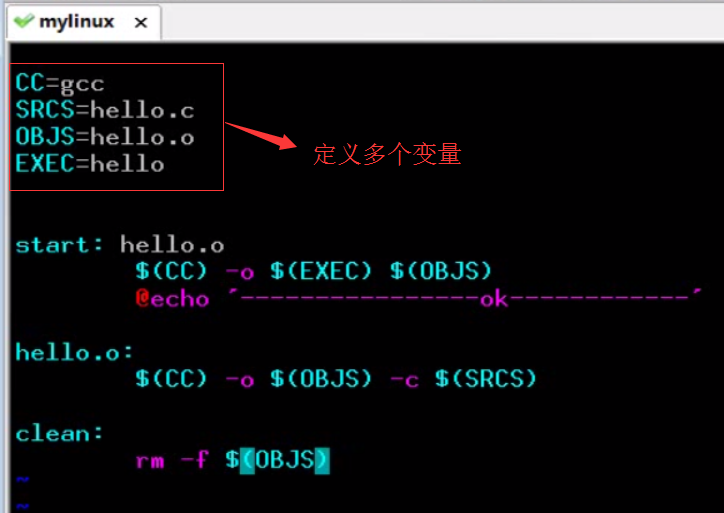 mylinux ×
CC=gcc
SRCS=hello.c
OBJS=hello.o
EXEC=hello
定义多个变量
start: hello.o
$(CC) -o $(EXEC) $(OBJS)
@echo ´----------------ok------------´
hello.o:
$(CC) -o $(OBJS) -c $(SRCS)
clean:
rm -f $(OBJS)
~
~